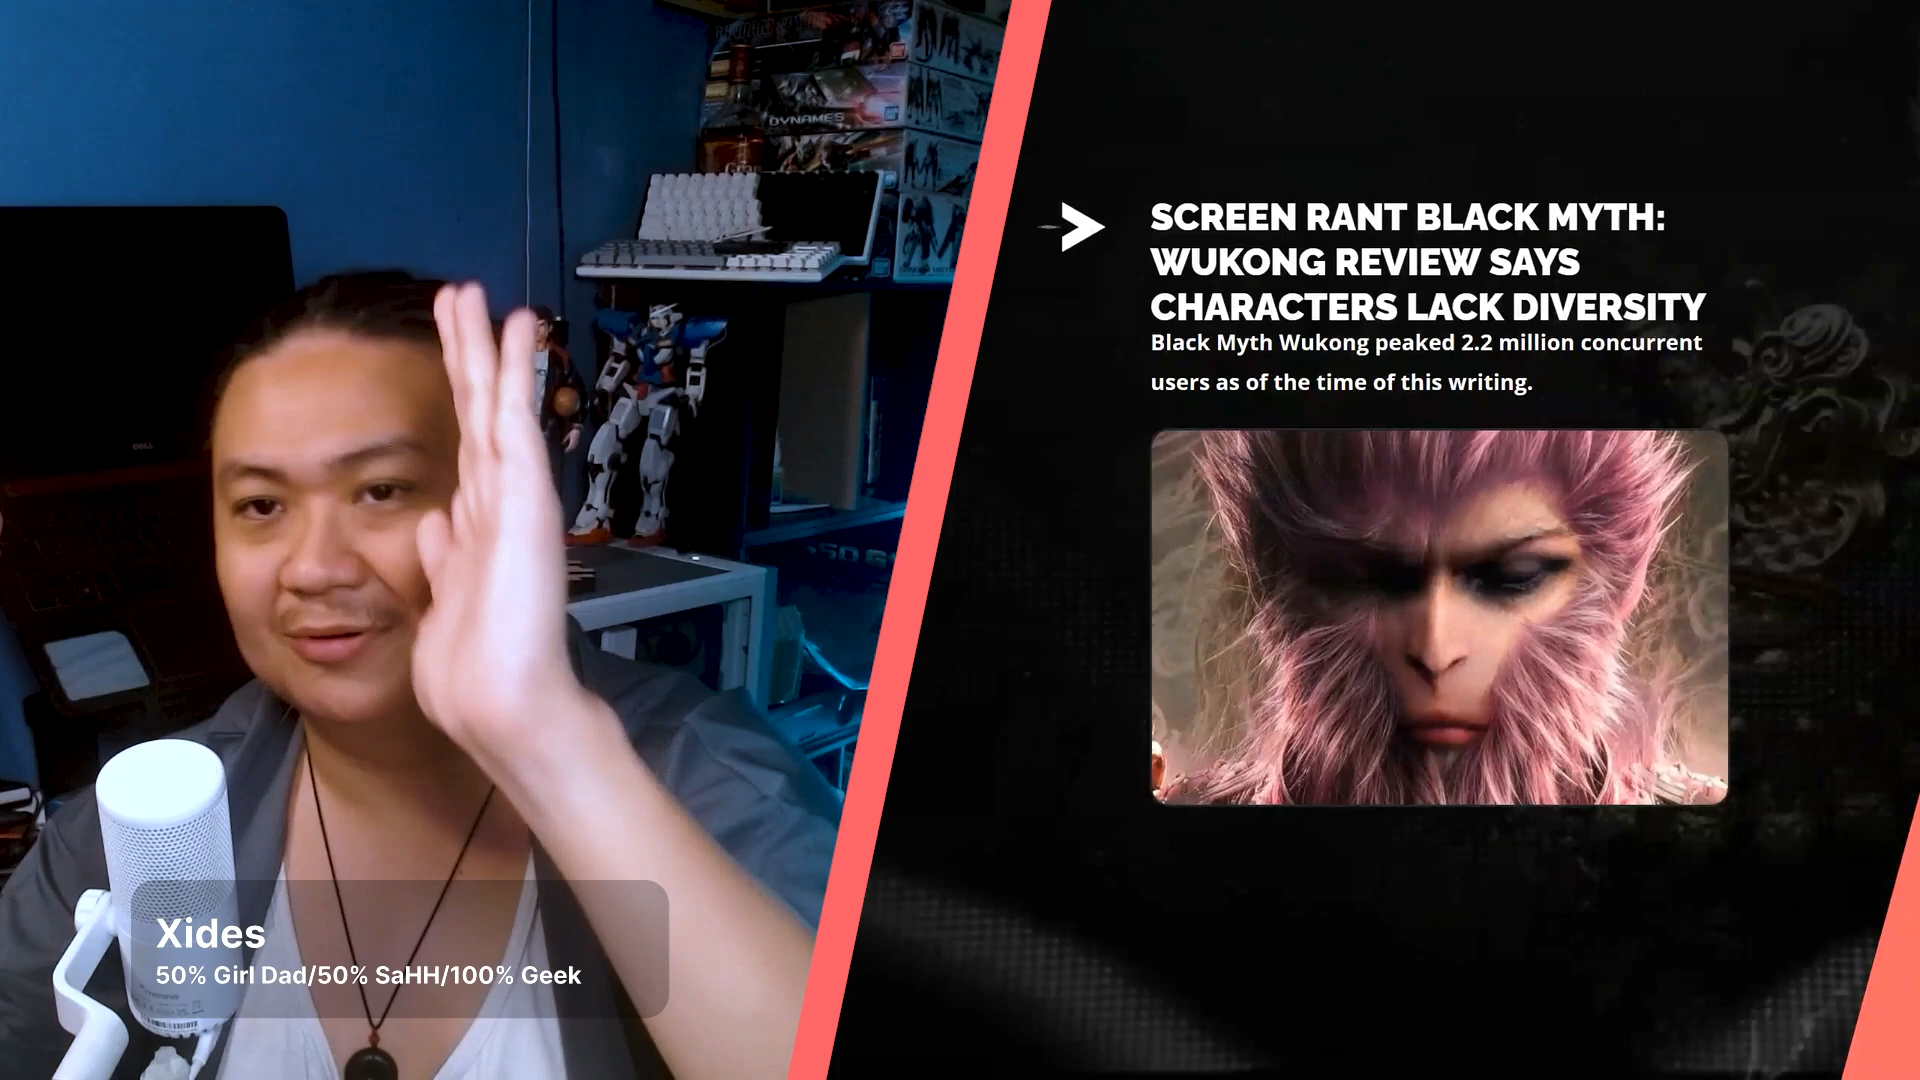 DYNAMES
DELL
SCREEN RANT BLACK MYTH:
WUKONG REVIEW SAYS
CHARACTERS LACK DIVERSITY
Black Myth Wukong peaked 2.2 million concurrent
users as of the time of this writing.
Xides
50% Girl Dad/50% SaHH/100% Geek